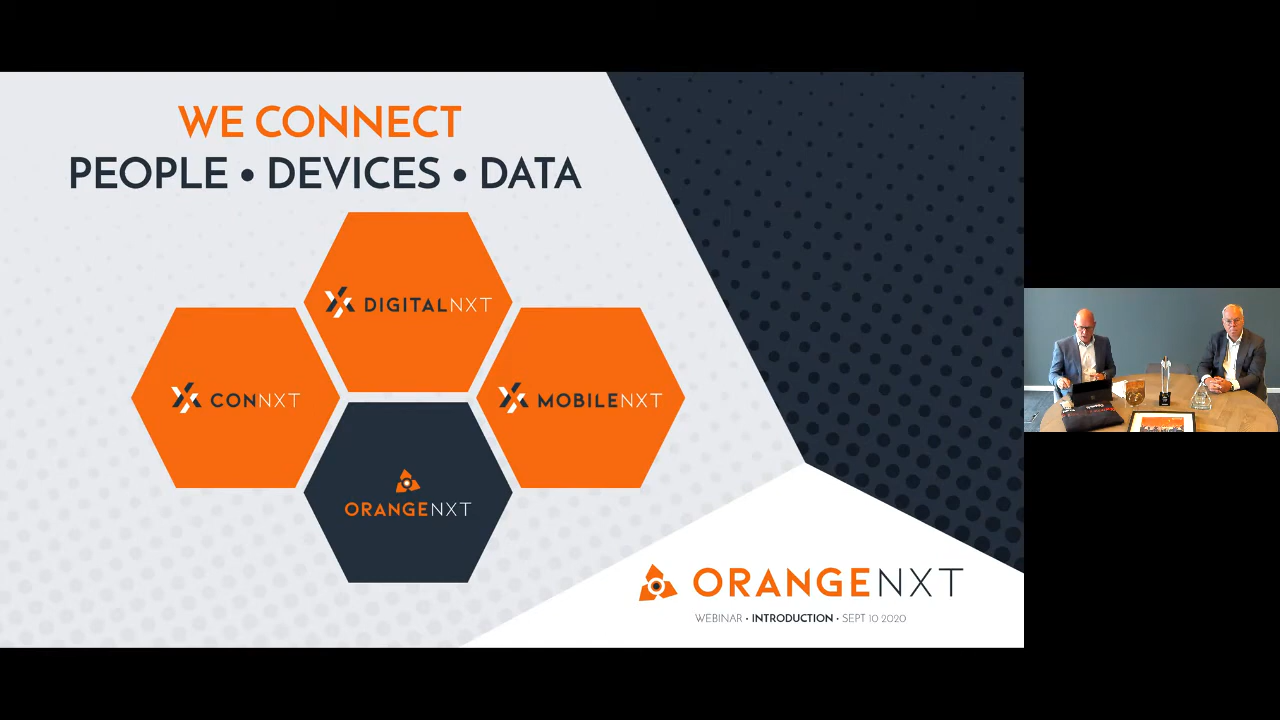 WE CONNECT
PEOPLE • DEVICES • DATA
DIGITALNXT
CONNXT
MOBILENXT
ORANGENXT
ORANGENXT
WEBINAR • INTRODUCTION • SEPT 10 2020